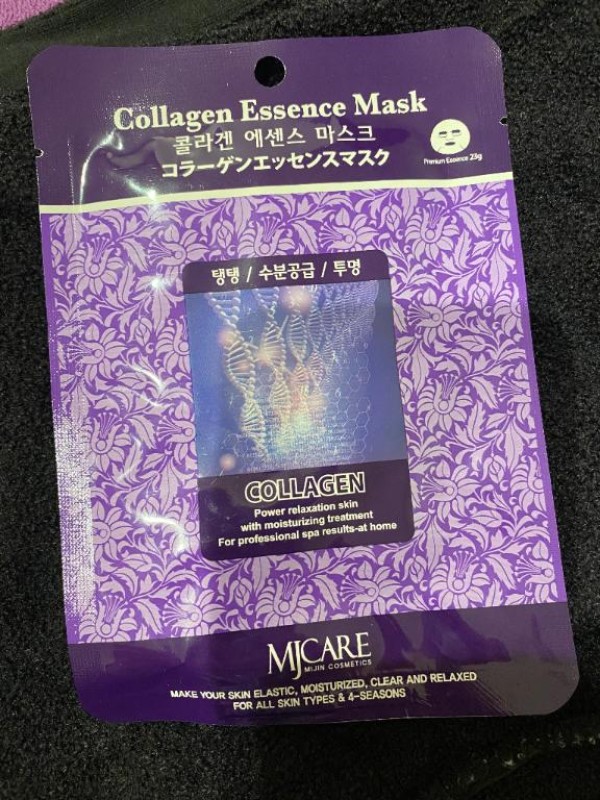 Collagen Essence Mask
콜라겐 에센스 마스크
コラーゲンエッセンスマスク
Premium Essence 23g
탱탱 / 수분공급 / 투명
COLLAGEN
Power relaxation skin
with moisturizing treatment
For professional spa results-at home
MJCARE
MIJIN COSMETICS
MAKE YOUR SKIN ELASTIC, MOISTURIZED, CLEAR AND RELAXED
FOR ALL SKIN TYPES & 4-SEASONS